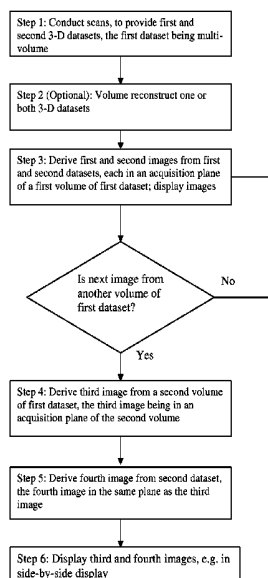 Step 1: Conduct scans, to provide first and
second 3-D datasets, the first dataset being multi-
volume
Step 2 (Optional): Volume reconstruct one or
both 3-D datasets
Step 3: Derive first and second images from first
and second datasets, each in an acquisition plane
of a first volume of first dataset; display images
Is next image from
another volume of
first dataset?
No
Yes
Step 4: Derive third image from a second volume
of first dataset, the third image being in an
acquisition plane of the second volume
Step 5: Derive fourth image from second dataset,
the fourth image in the same plane as the third
image
Step 6: Display third and fourth images, e.g. in
side-by-side display